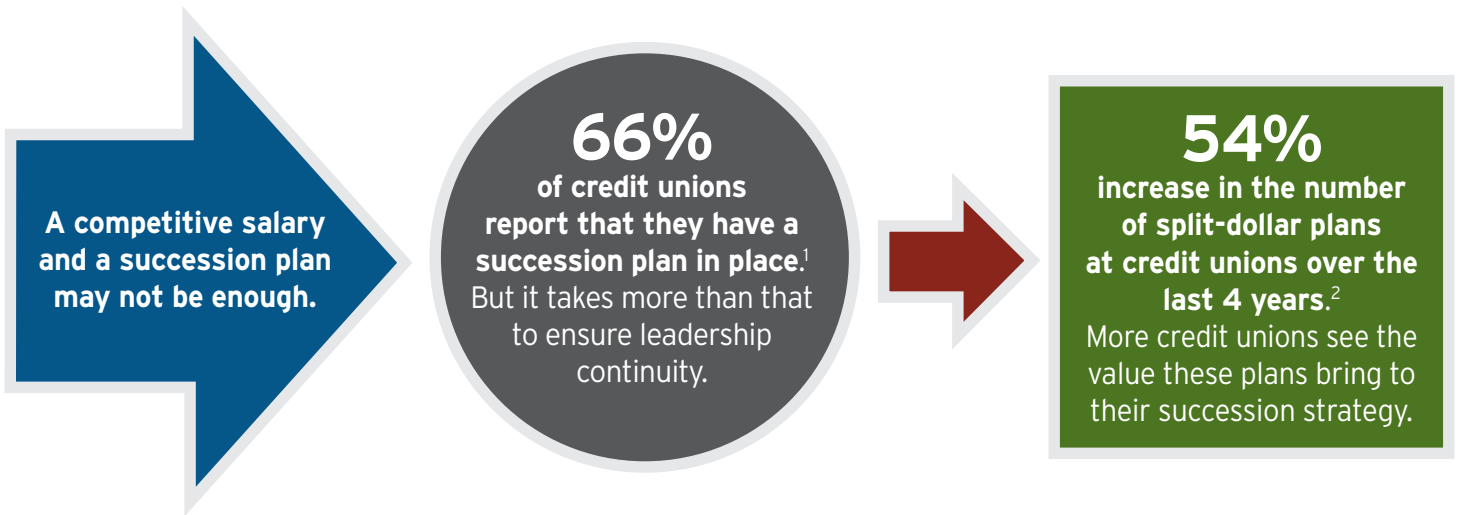 A competitive salary
and a succession plan
may not be enough.
66%
of credit unions
report that they have a
succession plan in place.¹
But it takes more than that
to ensure leadership
continuity.
54%
increase in the number
of split-dollar plans
at credit unions over the
last 4 years.²
More credit unions see the
value these plans bring to
their succession strategy.